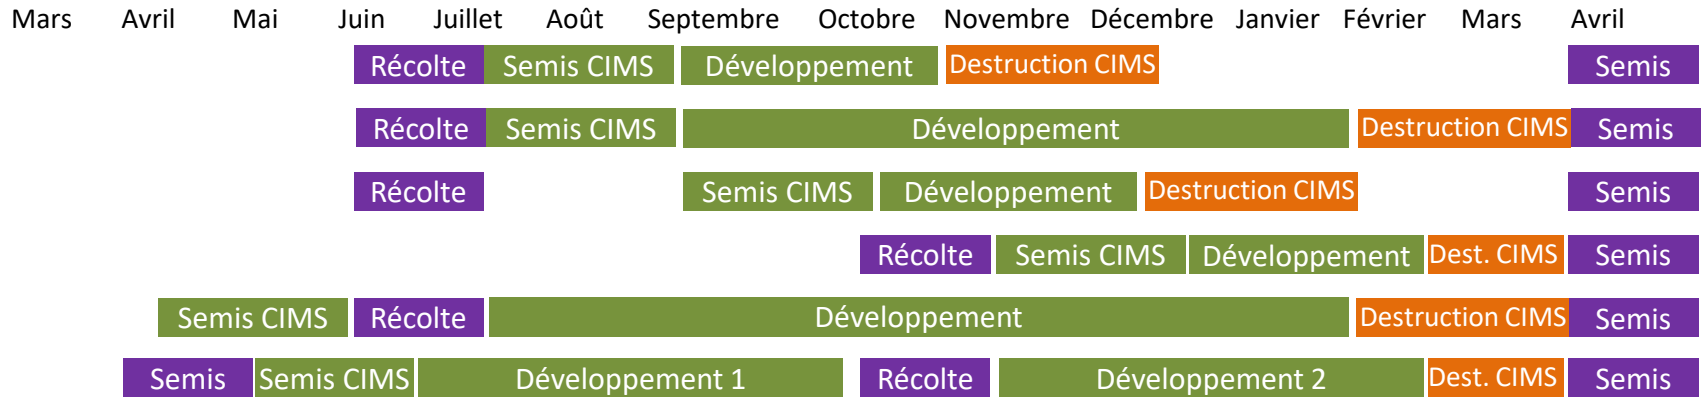 Mars Avril Mai Juin Juillet Août Septembre Octobre Novembre Décembre Janvier Février Mars Avril
Récolte Semis CIMS Développement Destruction CIMS Semis
Récolte Semis CIMS Développement Destruction CIMS Semis
Récolte Semis CIMS Développement Destruction CIMS Semis
Récolte Semis CIMS Développement Dest. CIMS Semis
Semis CIMS Récolte Développement Destruction CIMS Semis
Semis Semis CIMS Développement 1 Récolte Développement 2 Dest. CIMS Semis